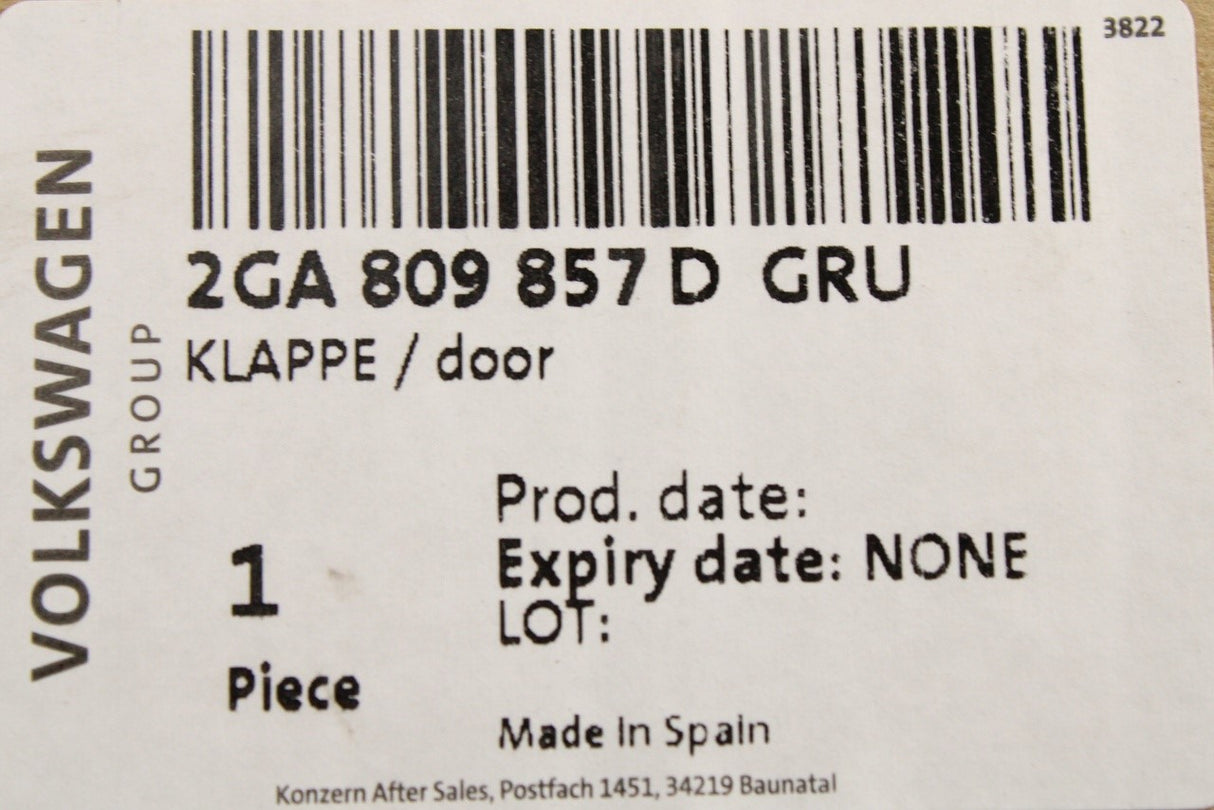 3822
VOLKSWAGEN
GROUP
2GA 809 857 D GRU
KLAPPE / door
Prod. date:
Expiry date: NONE
LOT:
1
Piece
Made In Spain
Konzern After Sales, Postfach 1451, 34219 Baunatal